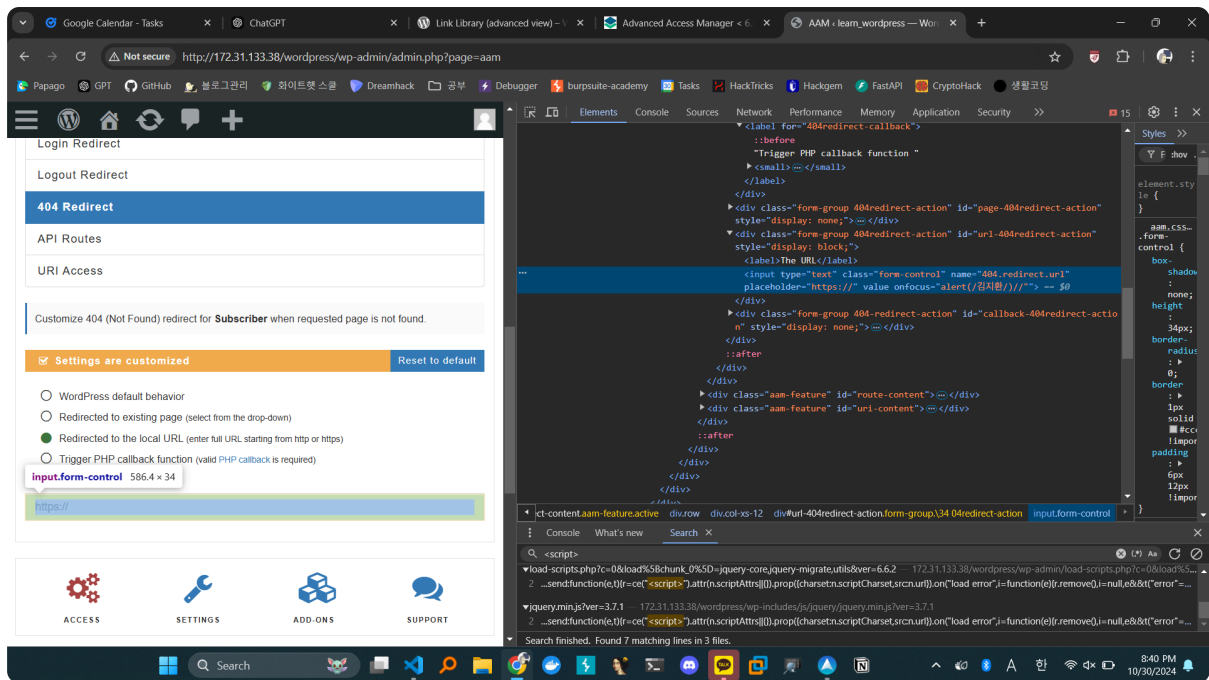 Google Calendar - Tasks
ChatGPT
Link Library (advanced view) – V
Advanced Access Manager < 6.
AAM ‹ learn_wordpress — Wor
Not secure
http://172.31.133.38/wordpress/wp-admin/admin.php?page=aam
Papago
GPT
GitHub
블로그관리
화이트햇 스쿨
Dreamhack
공부
Debugger
burpsuite-academy
Tasks
HackTricks
Hackgem
FastAPI
CryptoHack
생활코딩
Login Redirect
Logout Redirect
404 Redirect
API Routes
URI Access
Customize 404 (Not Found) redirect for Subscriber when requested page is not found.
Settings are customized
Reset to default
WordPress default behavior
Redirected to existing page (select from the drop-down)
Redirected to the local URL (enter full URL starting from http or https)
Trigger PHP callback function (valid PHP callback is required)
input.form-control 586.4 × 34
https://
ACCESS
SETTINGS
ADD-ONS
SUPPORT
Elements
Console
Sources
Network
Performance
Memory
Application
Security
15
<label for="404redirect-callback">
::before
"Trigger PHP callback function "
<small>…</small>
</label>
</div>
<div class="form-group 404redirect-action" id="page-404redirect-action"
style="display: none;">…</div>
<div class="form-group 404redirect-action" id="url-404redirect-action"
style="display: block;">
<label>The URL</label>
<input type="text" class="form-control" name="404.redirect.url"
placeholder="https://" value onfocus="alert(/김지환/)//""> == $0
</div>
<div class="form-group 404-redirect-action" id="callback-404redirect-actio
n" style="display: none;">…</div>
</div>
::after
</div>
</div>
<div class="aam-feature" id="route-content">…</div>
<div class="aam-feature" id="uri-content">…</div>
</div>
::after
</div>
</div>
</div>
</div>
ct-content.aam-feature.active
div.row
div.col-xs-12
div#url-404redirect-action.form-group.\34 04redirect-action
input.form-control
Styles
:hov
element.sty
le {
}
aam.css…
.form-
control {
box-
shadow
:
none;
height
:
34px;
border-
radius
:
0;
border
:
1px
solid
#ccc
!impor
padding
:
6px
12px
!impor
}
Console
What's new
Search
<script>
load-scripts.php?c=0&load%5Bchunk_0%5D=jquery-core,jquery-migrate,utils&ver=6.6.2 — 172.31.133.38/wordpress/wp-admin/load-scripts.php?c=0&load%5...
2 …send:function(e,t){r=ce("<script>").attr(n.scriptAttrs||{}).prop({charset:n.scriptCharset,src:n.url}).on("load error",i=function(e){r.remove(),i=null,e&&t("error"=...
jquery.min.js?ver=3.7.1 — 172.31.133.38/wordpress/wp-includes/js/jquery/jquery.min.js?ver=3.7.1
2 …send:function(e,t){r=ce("<script>").attr(n.scriptAttrs||{}).prop({charset:n.scriptCharset,src:n.url}).on("load error",i=function(e){r.remove(),i=null,e&&t("error"=...
Search finished. Found 7 matching lines in 3 files.
Search
TALK
A
한
8:40 PM
10/30/2024